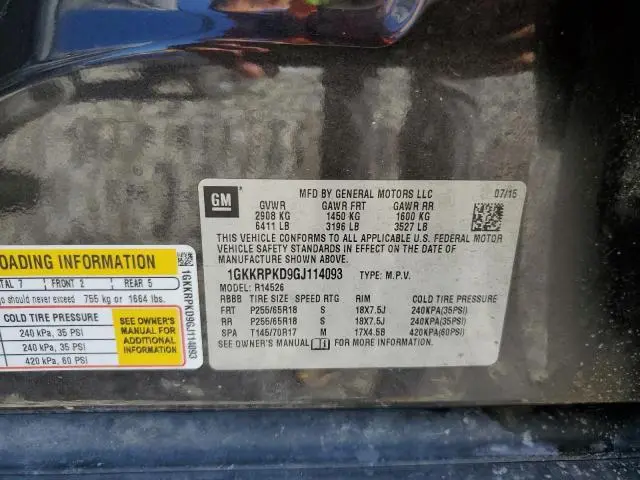 GM
MFD BY GENERAL MOTORS LLC 07/15
GVWR GAWR FRT GAWR RR
2908 KG 1450 KG 1600 KG
6411 LB 3196 LB 3527 LB
THIS VEHICLE CONFORMS TO ALL APPLICABLE U.S. FEDERAL MOTOR
VEHICLE SAFETY STANDARDS IN EFFECT ON THE DATE OF
MANUFACTURE SHOWN ABOVE.
1GKKRPKD9GJ114093 TYPE: M.P.V.
MODEL: R14526
RBBB TIRE SIZE SPEED RTG RIM COLD TIRE PRESSURE
FRT P255/65R18 S 18X7.5J 240KPA(35PSI)
RR P255/65R18 S 18X7.5J 240KPA(35PSI)
SPA T145/70R17 M 17X4.5B 420KPA(60PSI)
SEE OWNER'S MANUAL FOR MORE INFORMATION.
OADING INFORMATION
TAL 7 FRONT 2 REAR 5
go should never exceed 755 kg or 1664 lbs.
COLD TIRE PRESSURE
240 kPa, 35 PSI
240 kPa, 35 PSI
420 kPa, 60 PSI
SEE OWNER'S
MANUAL FOR
ADDITIONAL
INFORMATION
1GKKRPKD9GJ114093